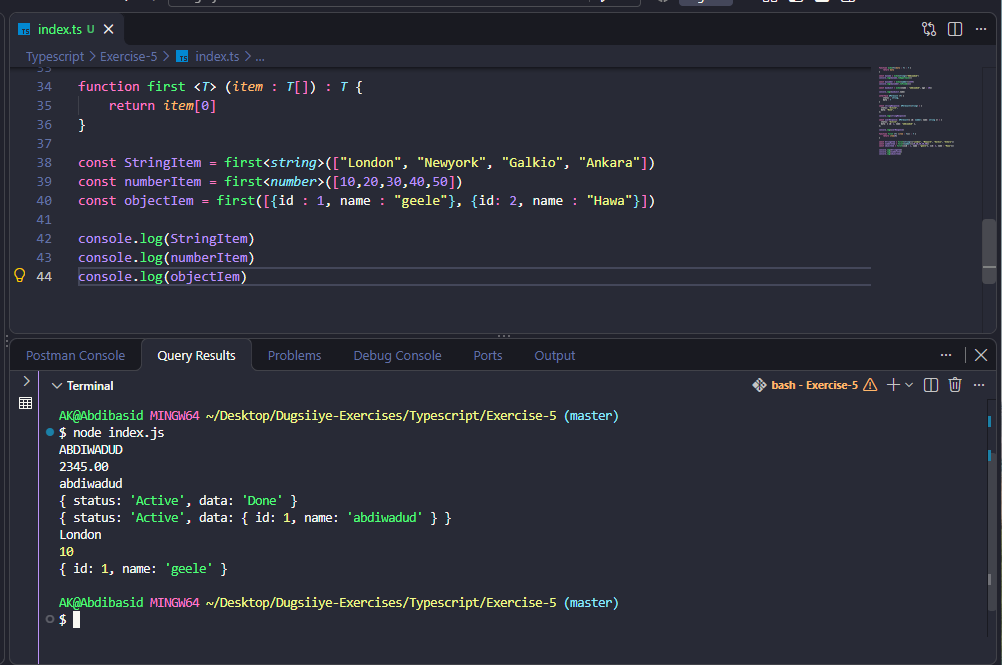 TS index.ts U
Typescript > Exercise-5 > TS index.ts > ...
33
34 function first <T> (item : T[]) : T {
35 return item[0]
36 }
37
38 const StringItem = first<string>(["London", "Newyork", "Galkio", "Ankara"])
39 const numberItem = first<number>([10,20,30,40,50])
40 const objectIem = first([{id : 1, name : "geele"}, {id: 2, name : "Hawa"}])
41
42 console.log(StringItem)
43 console.log(numberItem)
44 console.log(objectIem)
Postman Console Query Results Problems Debug Console Ports Output
Terminal
bash - Exercise-5
AK@Abdibasid MINGW64 ~/Desktop/Dugsiiye-Exercises/Typescript/Exercise-5 (master)
$ node index.js
ABDIWADUD
2345.00
abdiwadud
{ status: 'Active', data: 'Done' }
{ status: 'Active', data: { id: 1, name: 'abdiwadud' } }
London
10
{ id: 1, name: 'geele' }
AK@Abdibasid MINGW64 ~/Desktop/Dugsiiye-Exercises/Typescript/Exercise-5 (master)
$